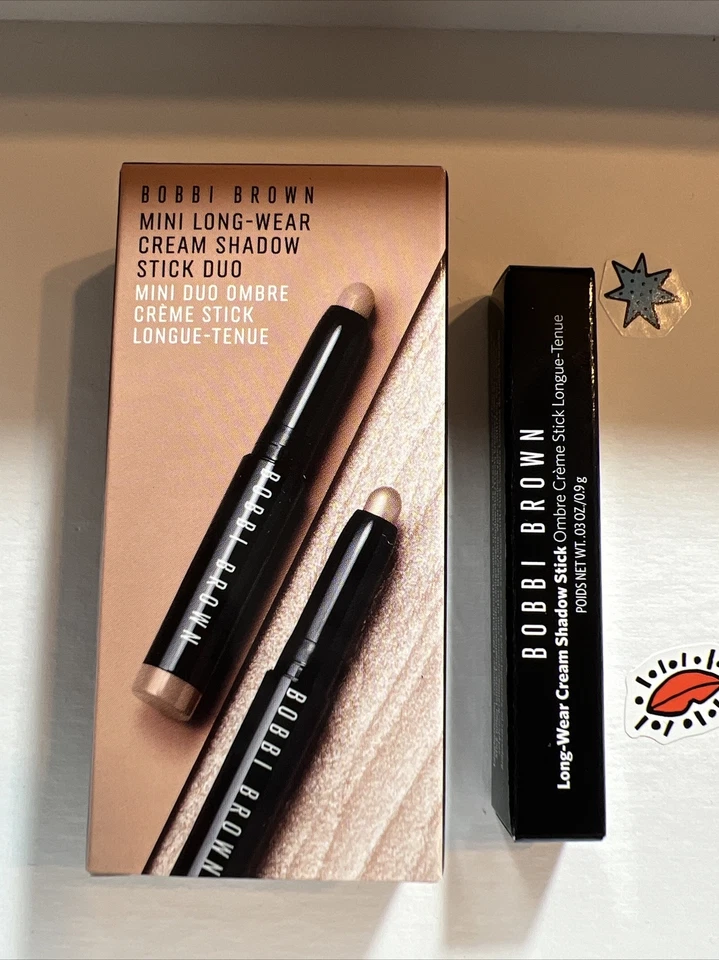 BOBBI BROWN
MINI LONG-WEAR
CREAM SHADOW
STICK DUO
MINI DUO OMBRE
CRÈME STICK
LONGUE-TENUE
BOBBI BROWN
BOBBI BROWN
BOBBI BROWN
Long-Wear Cream Shadow Stick Ombre Crème Stick Longue-Tenue
POIDS NET WT. .03 OZ./0.9 g